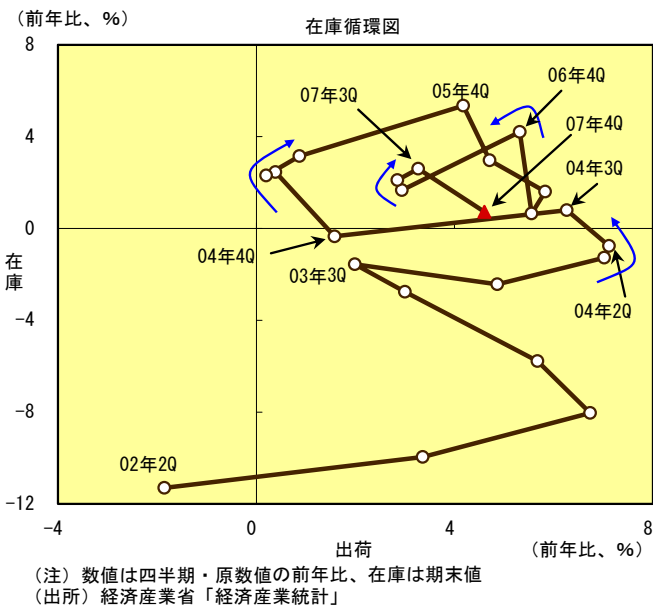 （前年比、％）
在庫循環図
8
06年4Q
05年4Q
07年3Q
07年4Q
4
04年3Q
0
04年4Q
03年3Q
在庫
04年2Q
−4
−8
02年2Q
−12
−4
0
4
8
出荷
（前年比、％）
（注）数値は四半期・原数値の前年比、在庫は期末値
（出所）経済産業省「経済産業統計」